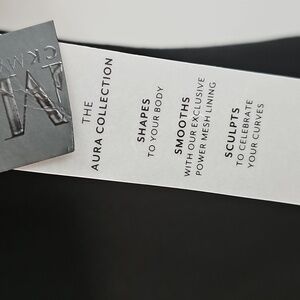 THE
AURA COLLECTION
SHAPES
TO YOUR BODY
SMOOTHS
WITH OUR EXCLUSIVE
POWER MESH LINING
SCULPTS
TO CELEBRATE
YOUR CURVES